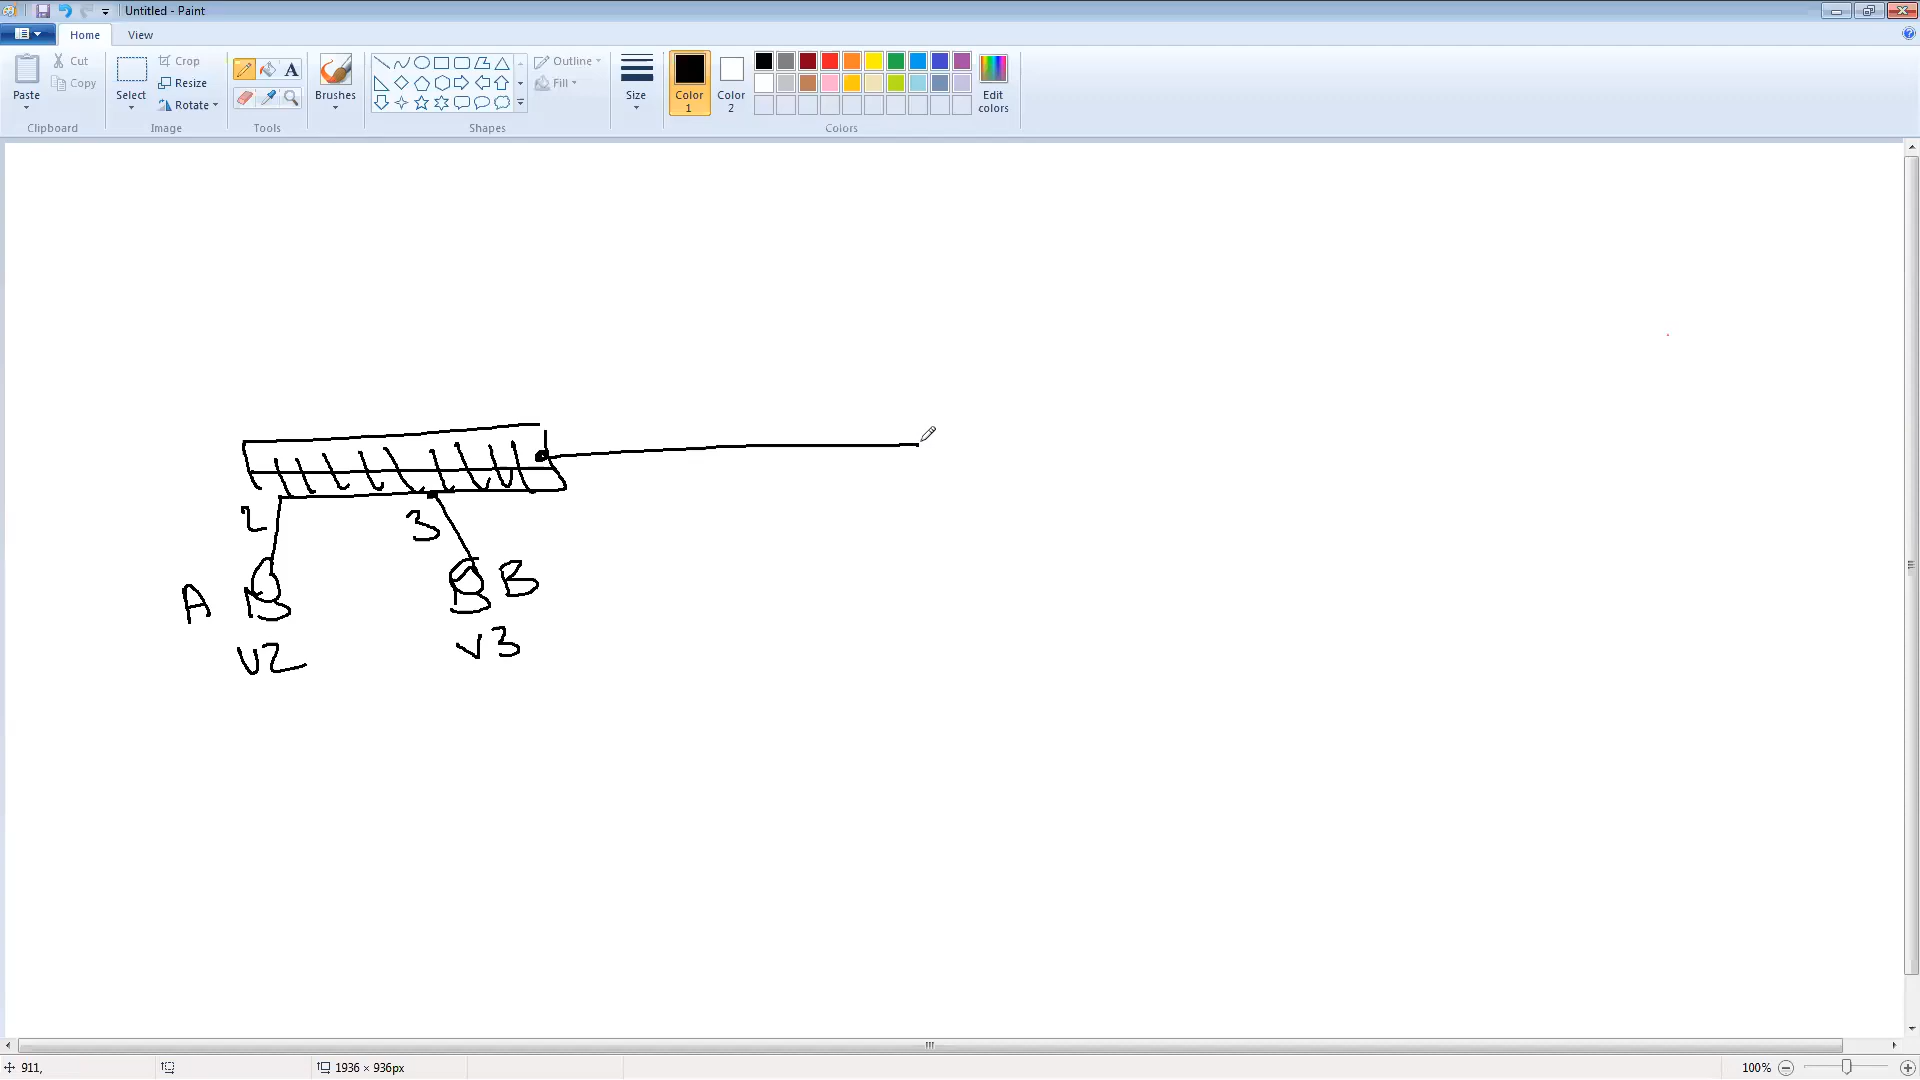 Untitled - Paint
Home View
Cut
Copy
Paste
Clipboard
Crop
Resize
Rotate
Select
Image
A
Tools
Brushes
Outline
Fill
Shapes
Size
Color 1
Color 2
Edit colors
Colors
2 3
A B
V2 V3
911,
1936 × 936px
100%